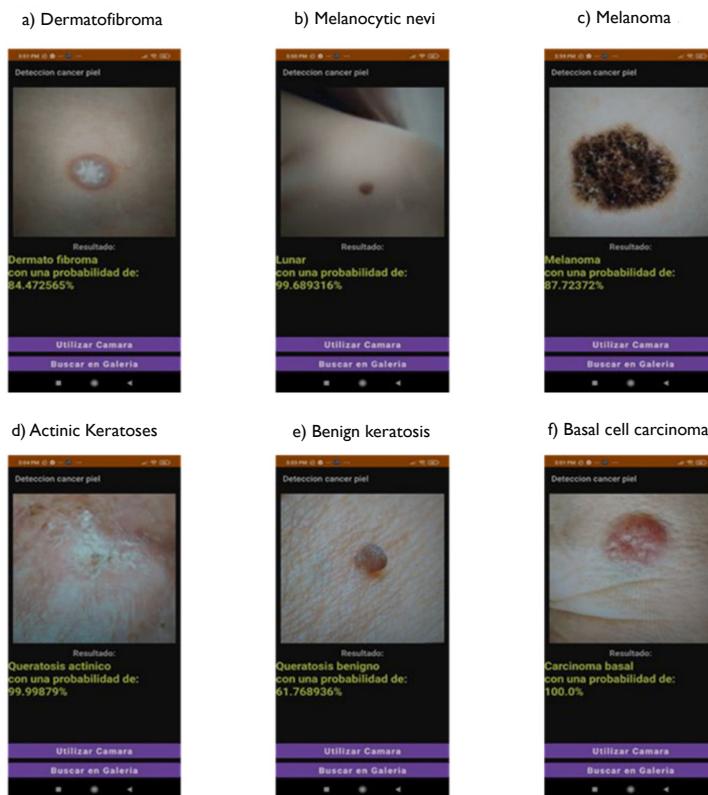 a) Dermatofibroma
b) Melanocytic nevi
c) Melanoma
Deteccion cancer piel
Resultado:
Dermato fibroma
con una probabilidad de:
84.472565%
Utilizar Camara
Buscar en Galeria
Deteccion cancer piel
Resultado:
Lunar
con una probabilidad de:
99.689316%
Utilizar Camara
Buscar en Galeria
Deteccion cancer piel
Resultado:
Melanoma
con una probabilidad de:
87.72372%
Utilizar Camara
Buscar en Galeria
d) Actinic Keratoses
e) Benign keratosis
f) Basal cell carcinoma
Deteccion cancer piel
Resultado:
Queratosis actinico
con una probabilidad de:
99.99879%
Utilizar Camara
Buscar en Galeria
Deteccion cancer piel
Resultado:
Queratosis benigno
con una probabilidad de:
61.768936%
Utilizar Camara
Buscar en Galeria
Deteccion cancer piel
Resultado:
Carcinoma basal
con una probabilidad de:
100.0%
Utilizar Camara
Buscar en Galeria